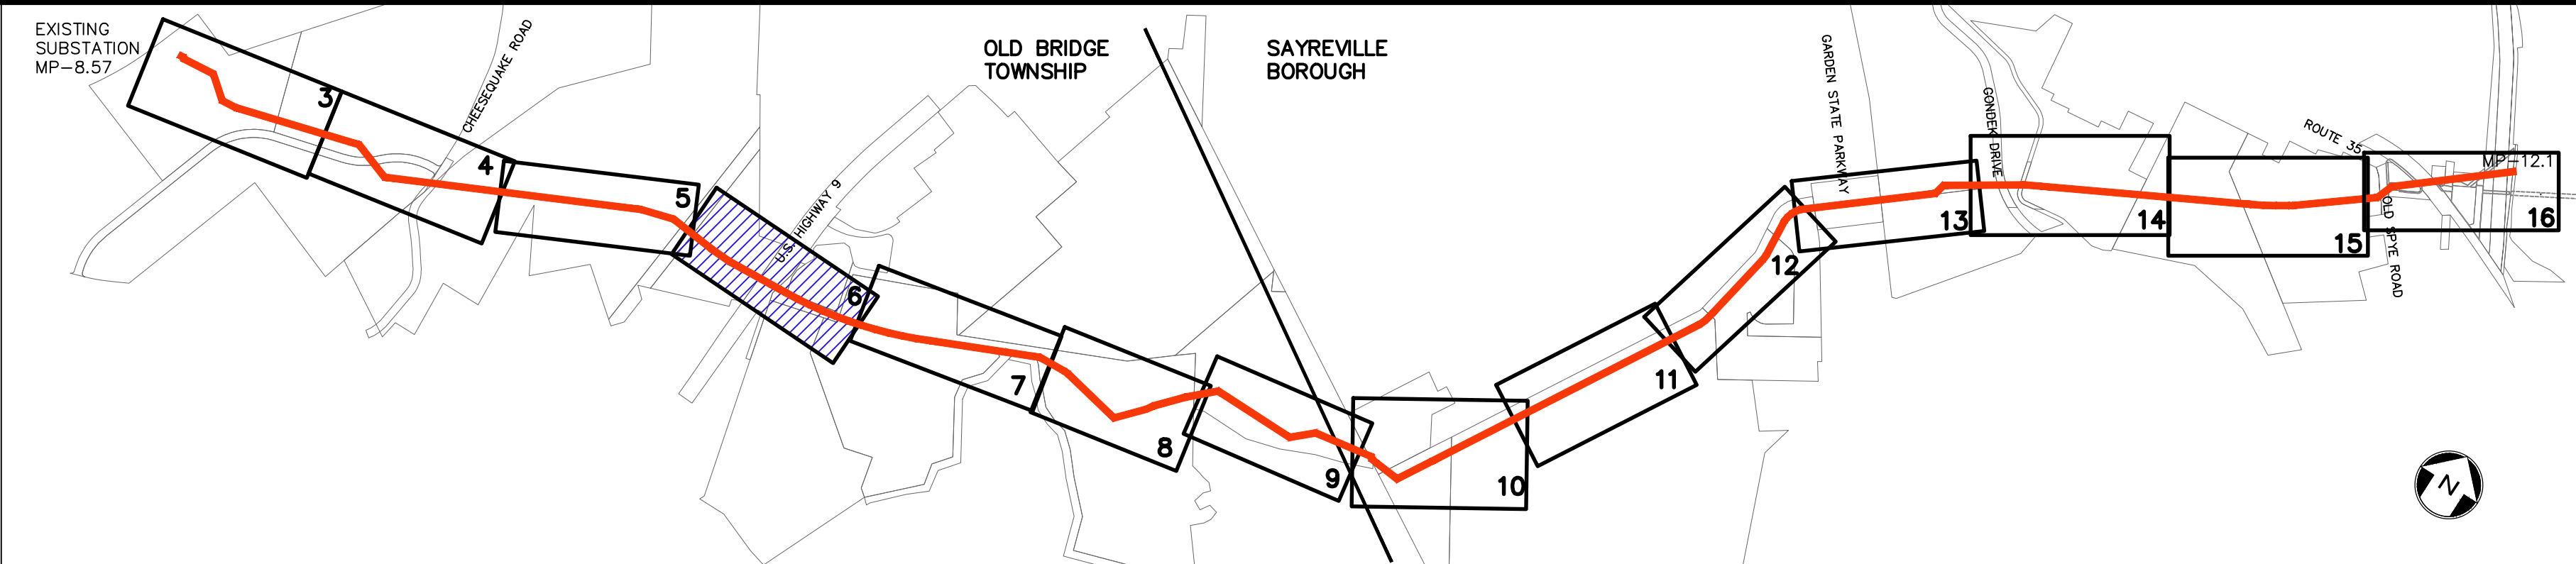 EXISTING
SUBSTATION
MP-8.57
CHEESEQUAKE ROAD
OLD BRIDGE
TOWNSHIP
SAYREVILLE
BOROUGH
GARDEN STATE PARKWAY
GONDEK DRIVE
ROUTE 35
MP-12.1
OLD SPYE ROAD
U.S. HIGHWAY 9
3
4
5
6
7
8
9
10
11
12
13
14
15
16
N